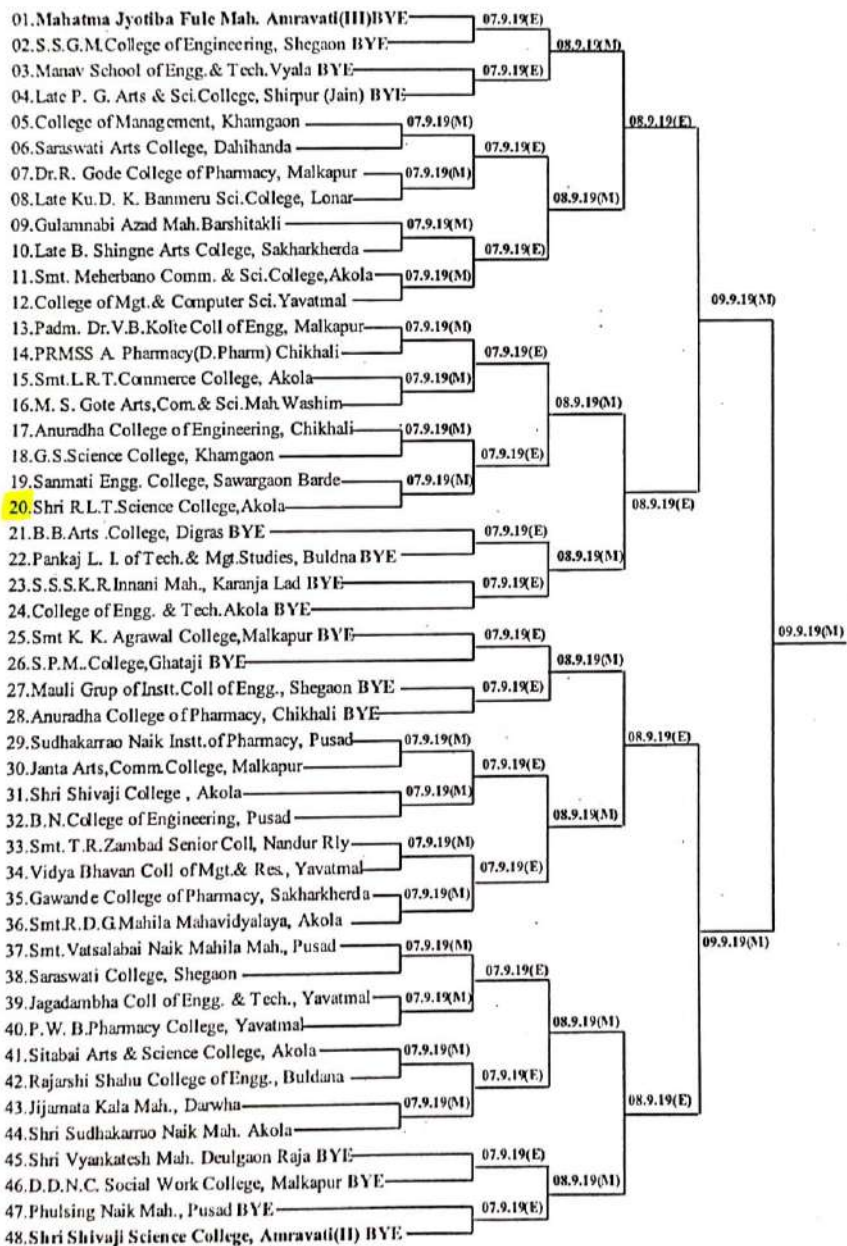 01.Mahatma Jyotiba Fule Mah. Amravati(III)BYE
07.9.19(E)
02.S.S.G.M.College of Engineering, Shegaon BYE
08.9.19(M)
03.Manav School of Engg.& Tech.Vyala BYE
07.9.19(E)
04.Late P. G. Arts & Sci.College, Shirpur (Jain) BYE
05.College of Management, Khamgaon
07.9.19(M)
08.9.19(E)
06.Saraswati Arts College, Dahihanda
07.9.19(E)
07.Dr.R. Gode College of Pharmacy, Malkapur
07.9.19(M)
08.Late Ku.D. K. Banmeru Sci.College, Lonar
08.9.19(M)
09.Gulamnabi Azad Mah.Barshitakli
07.9.19(M)
10.Late B. Shingne Arts College, Sakharkherda
07.9.19(E)
11.Smt. Meherbano Comm. & Sci.College,Akola
07.9.19(M)
12.College of Mgt.& Computer Sci.Yavatmal
09.9.19(M)
13.Padm. Dr.V.B.Kolte Coll of Engg, Malkapur
07.9.19(M)
14.PRMSS A. Pharmacy(D.Pharm) Chikhali
07.9.19(E)
15.Smt.L.R.T.Commerce College, Akola
07.9.19(M)
16.M. S. Gote Arts,Com.& Sci.Mah.Washim
08.9.19(M)
17.Anuradha College of Engineering, Chikhali
07.9.19(M)
18.G.S.Science College, Khamgaon
07.9.19(E)
19.Sanmati Engg. College, Sawargaon Barde
07.9.19(M)
20.Shri R.L.T.Science College,Akola
08.9.19(E)
21.B.B.Arts .College, Digras BYE
07.9.19(E)
22.Pankaj L. I. of Tech.& Mgt.Studies, Buldna BYE
08.9.19(M)
23.S.S.S.K.R.Innani Mah., Karanja Lad BYE
07.9.19(E)
24.College of Engg. & Tech.Akola BYE
25.Smt K. K. Agrawal College,Malkapur BYE
07.9.19(E)
09.9.19(M)
26.S.P.M..College,Ghataji BYE
08.9.19(M)
27.Mauli Grup of Instt.Coll of Engg., Shegaon BYE
07.9.19(E)
28.Anuradha College of Pharmacy, Chikhali BYE
29.Sudhakarrao Naik Instt.of Pharmacy, Pusad
07.9.19(M)
08.9.19(E)
30.Janta Arts,Comm.College, Malkapur
07.9.19(E)
31.Shri Shivaji College , Akola
07.9.19(M)
32.B.N.College of Engineering, Pusad
08.9.19(M)
33.Smt. T.R.Zambad Senior Coll, Nandur Rly
07.9.19(M)
34.Vidya Bhavan Coll of Mgt.& Res., Yavatmal
07.9.19(E)
35.Gawande College of Pharmacy, Sakharkherda
07.9.19(M)
36.Smt.R.D.G.Mahila Mahavidyalaya, Akola
37.Smt.Vatsalabai Naik Mahila Mah., Pusad
07.9.19(M)
09.9.19(M)
38.Saraswati College, Shegaon
07.9.19(E)
39.Jagadambha Coll of Engg. & Tech., Yavatmal
07.9.19(M)
40.P.W. B.Pharmacy College, Yavatmal
08.9.19(M)
41.Sitabai Arts & Science College, Akola
07.9.19(M)
42.Rajarshi Shahu College of Engg., Buldana
07.9.19(E)
43.Jijamata Kala Mah., Darwha
07.9.19(M)
08.9.19(E)
44.Shri Sudhakarrao Naik Mah. Akola
45.Shri Vyankatesh Mah. Deulgaon Raja BYE
07.9.19(E)
46.D.D.N.C. Social Work College, Malkapur BYE
08.9.19(M)
47.Phulsing Naik Mah., Pusad BYE
07.9.19(E)
48.Shri Shivaji Science College, Amravati(II) BYE